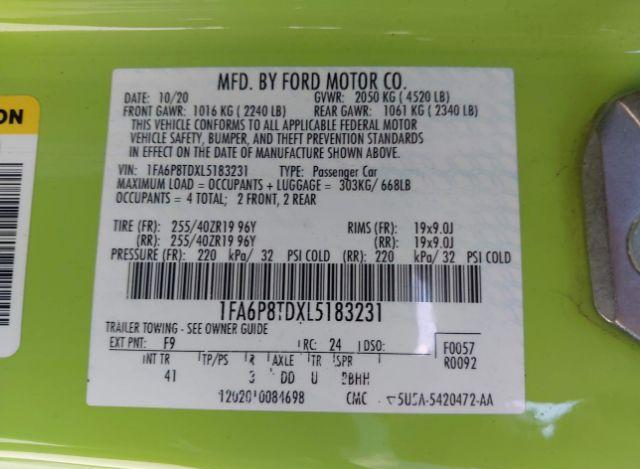 ON
MFD. BY FORD MOTOR CO.
DATE: 10/20 GVWR: 2050 KG ( 4520 LB)
FRONT GAWR: 1016 KG ( 2240 LB) REAR GAWR: 1061 KG ( 2340 LB)
THIS VEHICLE CONFORMS TO ALL APPLICABLE FEDERAL MOTOR
VEHICLE SAFETY, BUMPER, AND THEFT PREVENTION STANDARDS
IN EFFECT ON THE DATE OF MANUFACTURE SHOWN ABOVE.
VIN: 1FA6P8TDXL5183231 TYPE: Passenger Car
MAXIMUM LOAD = OCCUPANTS + LUGGAGE = 303KG/ 668LB
OCCUPANTS = 4 TOTAL; 2 FRONT, 2 REAR
TIRE (FR): 255/40ZR19 96Y RIMS (FR): 19x9.0J
(RR): 255/40ZR19 96Y (RR): 19x9.0J
PRESSURE (FR): 220 kPa/ 32 PSI COLD (RR): 220 kPa/ 32 PSI COLD
1FA6P8TDXL5183231
TRAILER TOWING - SEE OWNER GUIDE
EXT PNT: F9 RC: 24 DSO: F0057
R0092
INT TR TP/PS R AXLE TR SPR
41 3 DD U BBHH
CMC